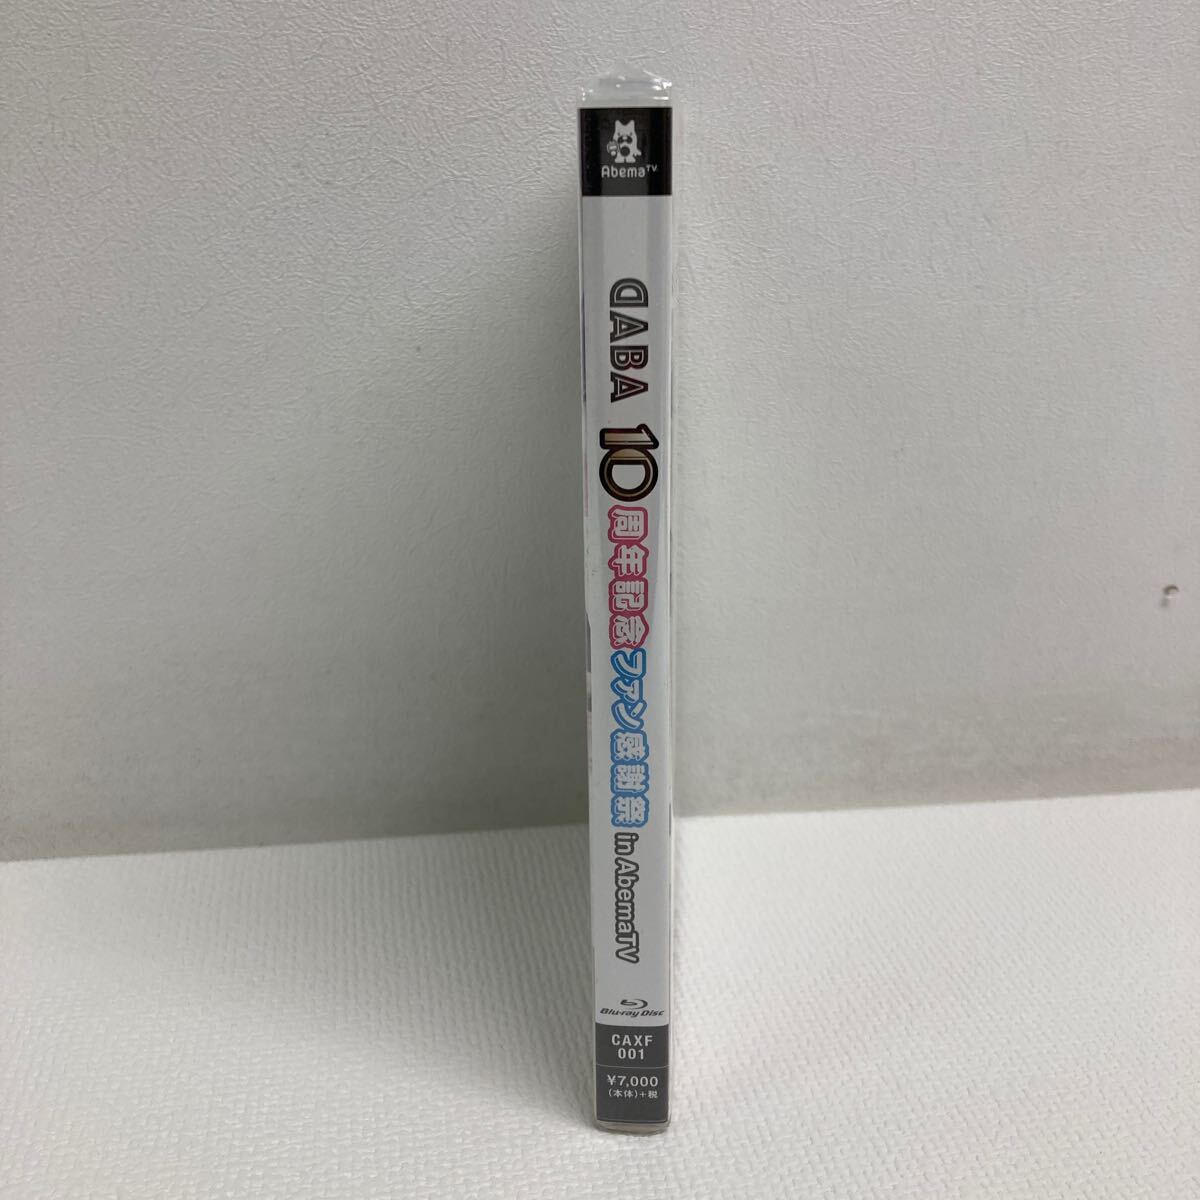 AbemaTV
DABA 10周年記念ファン感謝祭 in AbemaTV
Blu-ray Disc
CAXF
001
¥7,000
(本体)+税